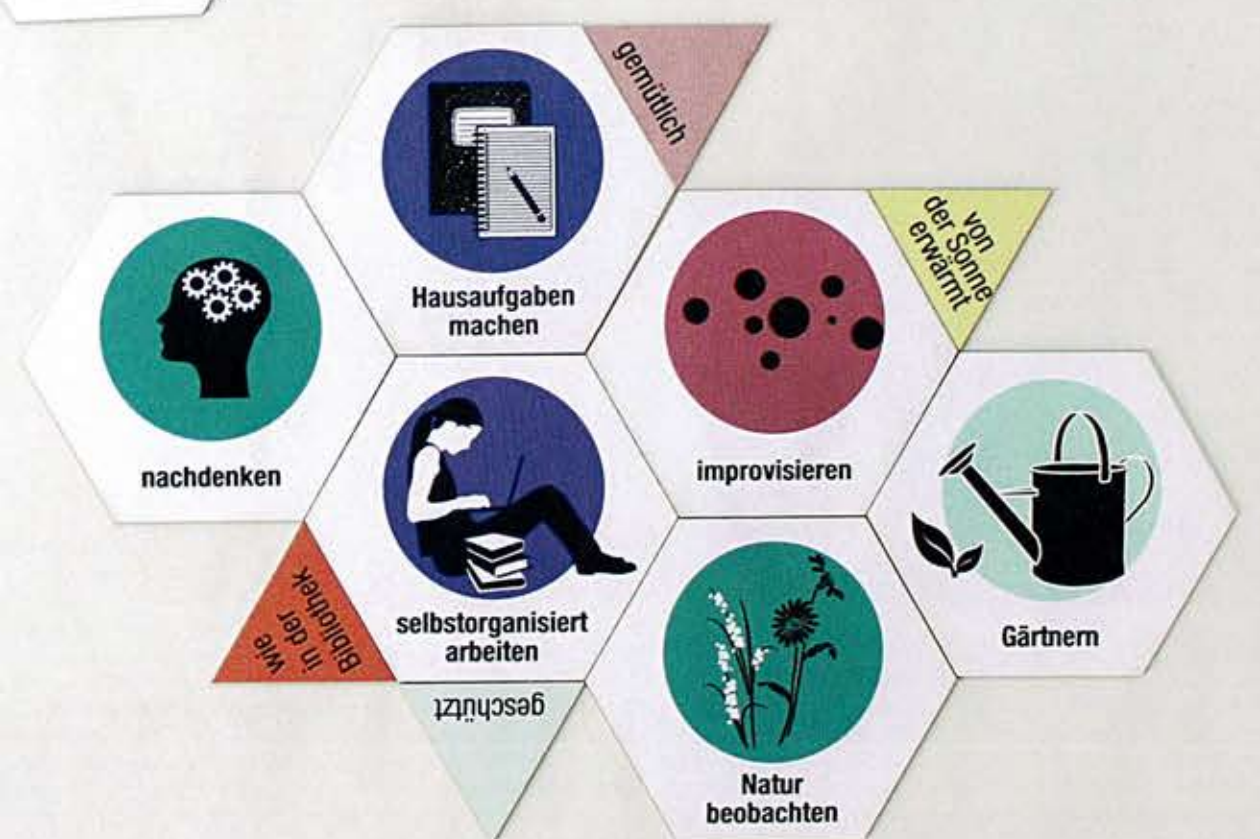 gemütlich
Hausaufgaben
machen
von
der Sonne
erwärmt
nachdenken
improvisieren
selbstorganisiert
arbeiten
wie
in der
Bibliothek
geschützt
Gärtnern
Natur
beobachten